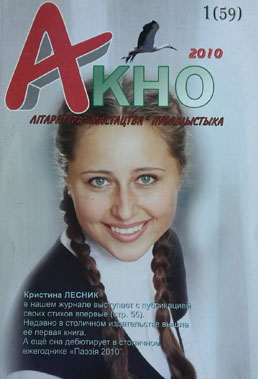 1(59)
АКНО
2010
ЛІТАРАТУРА * МАСТАЦТВА * ПУБЛІЦЫСТЫКА
Кристина ЛЕСНИК
в нашем журнале выступает с публикацией
своих стихов впервые (стр. 55).
Недавно в столичном издательстве вышла
её первая книга.
А ещё она дебютирует в столичном
ежегоднике «Паэзія 2010".